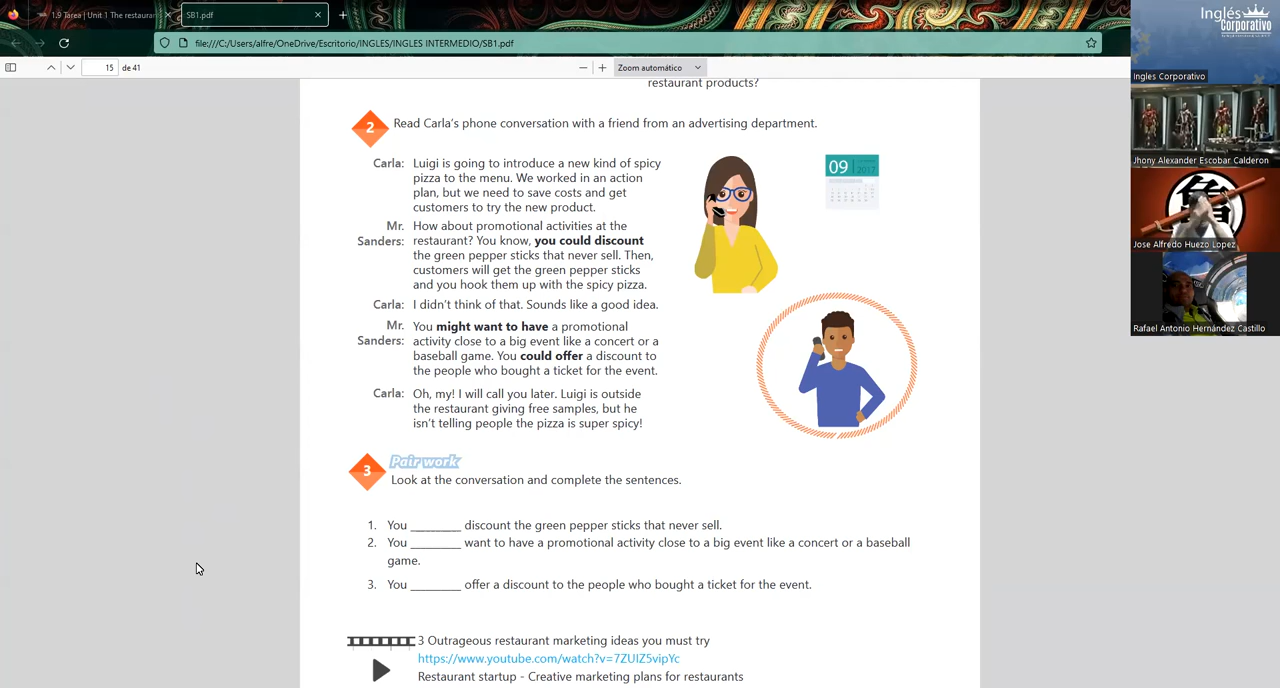 1.9 Tarea | Unit 1 The restauran
SB1.pdf
file:///C:/Users/alfre/OneDrive/Escritorio/INGLES/INGLES INTERMEDIO/SB1.pdf
15 de 41
Zoom automático
restaurant products?
2 Read Carla's phone conversation with a friend from an advertising department.
Carla: Luigi is going to introduce a new kind of spicy
pizza to the menu. We worked in an action
plan, but we need to save costs and get
customers to try the new product.
Mr. How about promotional activities at the
Sanders: restaurant? You know, you could discount
the green pepper sticks that never sell. Then,
customers will get the green pepper sticks
and you hook them up with the spicy pizza.
Carla: I didn't think of that. Sounds like a good idea.
Mr. You might want to have a promotional
Sanders: activity close to a big event like a concert or a
baseball game. You could offer a discount to
the people who bought a ticket for the event.
Carla: Oh, my! I will call you later. Luigi is outside
the restaurant giving free samples, but he
isn't telling people the pizza is super spicy!
09
2017
3 Pair work
Look at the conversation and complete the sentences.
1. You ________ discount the green pepper sticks that never sell.
2. You ________ want to have a promotional activity close to a big event like a concert or a baseball
game.
3. You ________ offer a discount to the people who bought a ticket for the event.
3 Outrageous restaurant marketing ideas you must try
https://www.youtube.com/watch?v=7ZUIZ5vipYc
Restaurant startup - Creative marketing plans for restaurants
Inglés
Corporativo
Ingles Corporativo
Jhony Alexander Escobar Calderon
Jose Alfredo Huezo Lopez
Rafael Antonio Hernández Castillo